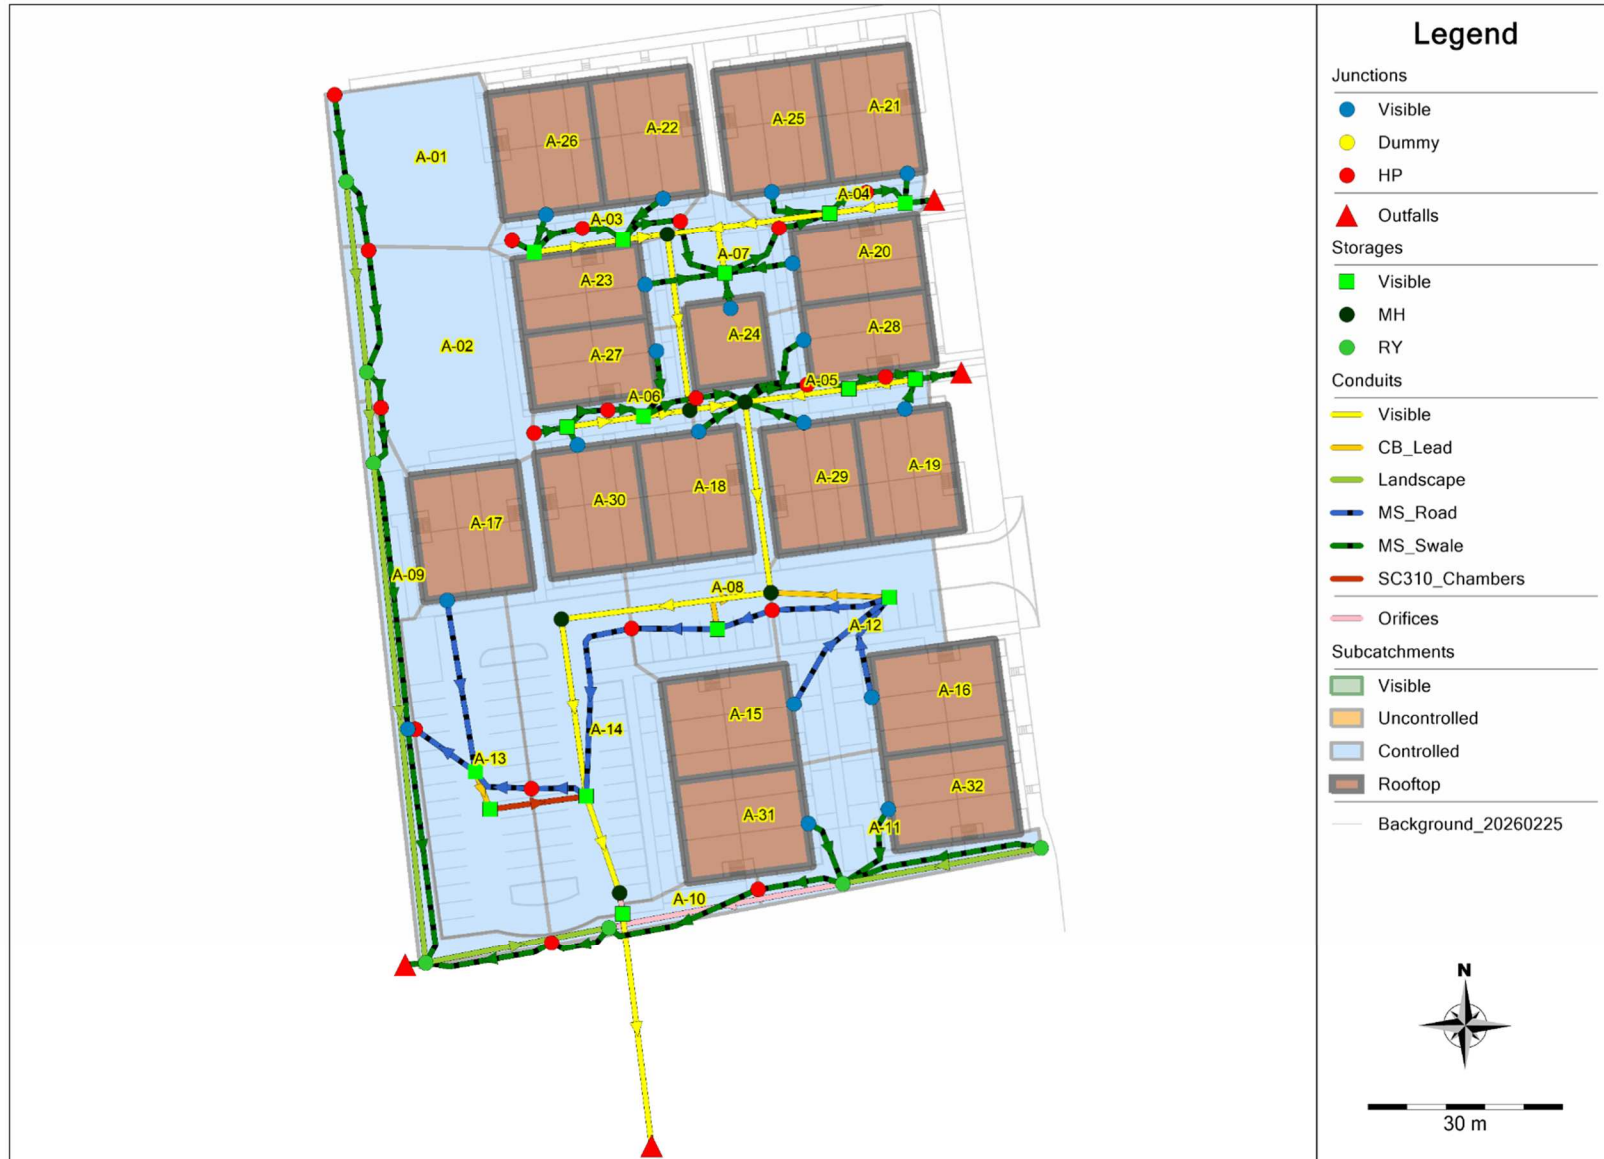 A-01
A-26
A-22
A-25
A-21
A-04
A-03
A-07
A-20
A-23
A-24
A-28
A-02
A-27
A-05
A-06
A-17
A-30
A-18
A-29
A-19
A-09
A-08
A-12
A-15
A-16
A-14
A-13
A-31
A-32
A-11
A-10
Legend
Junctions
Visible
Dummy
HP
Outfalls
Storages
Visible
MH
RY
Conduits
Visible
CB_Lead
Landscape
MS_Road
MS_Swale
SC310_Chambers
Orifices
Subcatchments
Visible
Uncontrolled
Controlled
Rooftop
Background_20260225
N
30 m